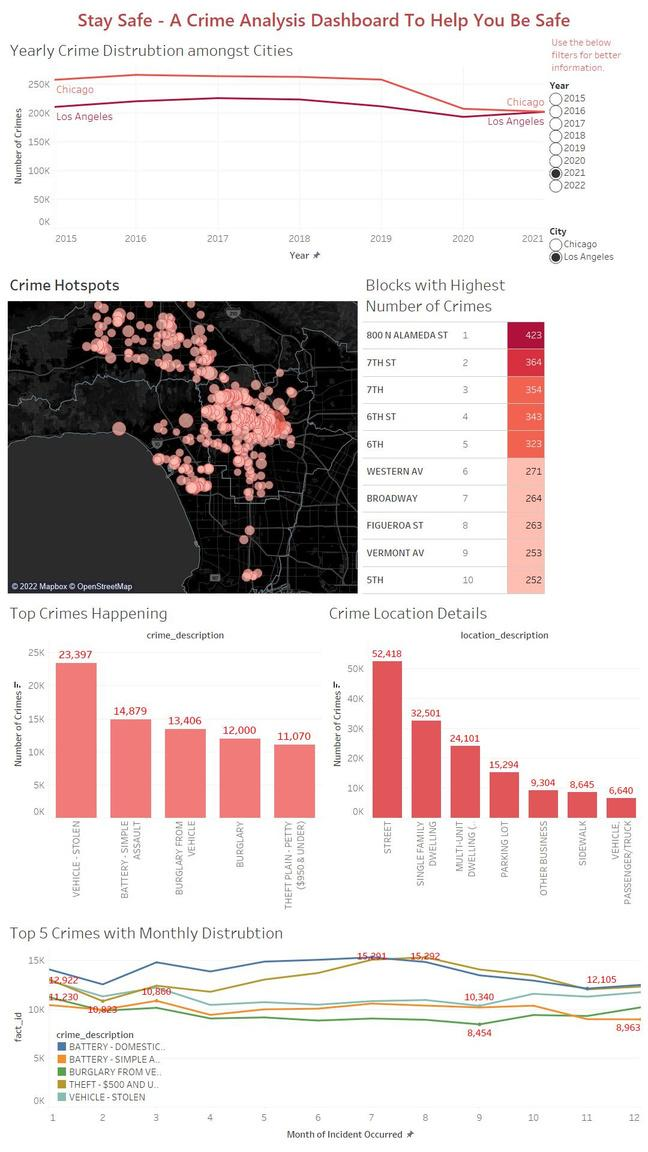 Stay Safe - A Crime Analysis Dashboard To Help You Be Safe
Yearly Crime Distrubtion amongst Cities
Use the below
filters for better
information.
Number of Crimes
250K
200K
150K
100K
50K
0K
Chicago
Los Angeles
Chicago
Los Angeles
2015 2016 2017 2018 2019 2020 2021
Year
Year
2015
2016
2017
2018
2019
2020
2021
2022
City
Chicago
Los Angeles
Crime Hotspots
© 2022 Mapbox © OpenStreetMap
Blocks with Highest
Number of Crimes
800 N ALAMEDA ST 1 423
7TH ST 2 364
7TH 3 354
6TH ST 4 343
6TH 5 323
WESTERN AV 6 271
BROADWAY 7 264
FIGUEROA ST 8 263
VERMONT AV 9 253
5TH 10 252
Top Crimes Happening
crime_description
Number of Crimes
25K
20K
15K
10K
5K
0K
23,397
14,879
13,406
12,000
11,070
VEHICLE - STOLEN
BATTERY - SIMPLE
ASSAULT
BURGLARY FROM
VEHICLE
BURGLARY
THEFT PLAIN - PETTY
($950 & UNDER)
Crime Location Details
location_description
Number of Crimes
50K
40K
30K
20K
10K
0K
52,418
32,501
24,101
15,294
9,304
8,645
6,640
STREET
SINGLE FAMILY
DWELLING
MULTI-UNIT
DWELLING (..
PARKING LOT
OTHER BUSINESS
SIDEWALK
VEHICLE,
PASSENGER/TRUCK
Top 5 Crimes with Monthly Distrubtion
fact_id
15K
10K
5K
0K
12,922
11,230
10,823
10,860
15,291
15,292
10,340
8,454
12,105
8,963
crime_description
BATTERY - DOMESTIC..
BATTERY - SIMPLE A..
BURGLARY FROM VE..
THEFT - $500 AND U..
VEHICLE - STOLEN
1 2 3 4 5 6 7 8 9 10 11 12
Month of Incident Occurred